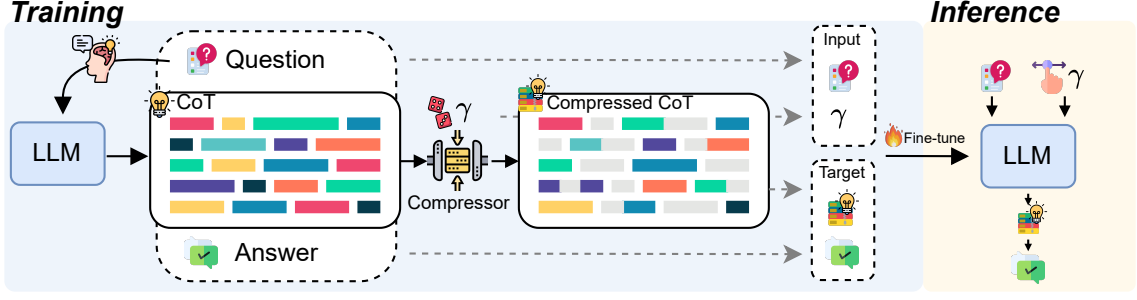 Training
Inference
Question
CoT
LLM
γ
Compressor
Compressed CoT
Answer
Input
γ
Target
Fine-tune
γ
LLM